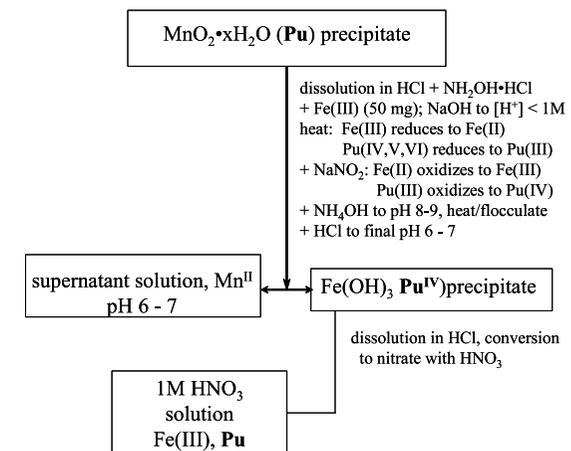 MnO₂•xH₂O (Pu) precipitate
dissolution in HCl + NH₂OH•HCl
+ Fe(III) (50 mg); NaOH to [H⁺] < 1M
heat: Fe(III) reduces to Fe(II)
Pu(IV,V,VI) reduces to Pu(III)
+ NaNO₂: Fe(II) oxidizes to Fe(III)
Pu(III) oxidizes to Pu(IV)
+ NH₄OH to pH 8-9, heat/flocculate
+ HCl to final pH 6 - 7
supernatant solution, Mnᴵᴵ
pH 6 - 7
Fe(OH)₃ Puᴵⱽ)precipitate
dissolution in HCl, conversion
to nitrate with HNO₃
1M HNO₃
solution
Fe(III), Pu